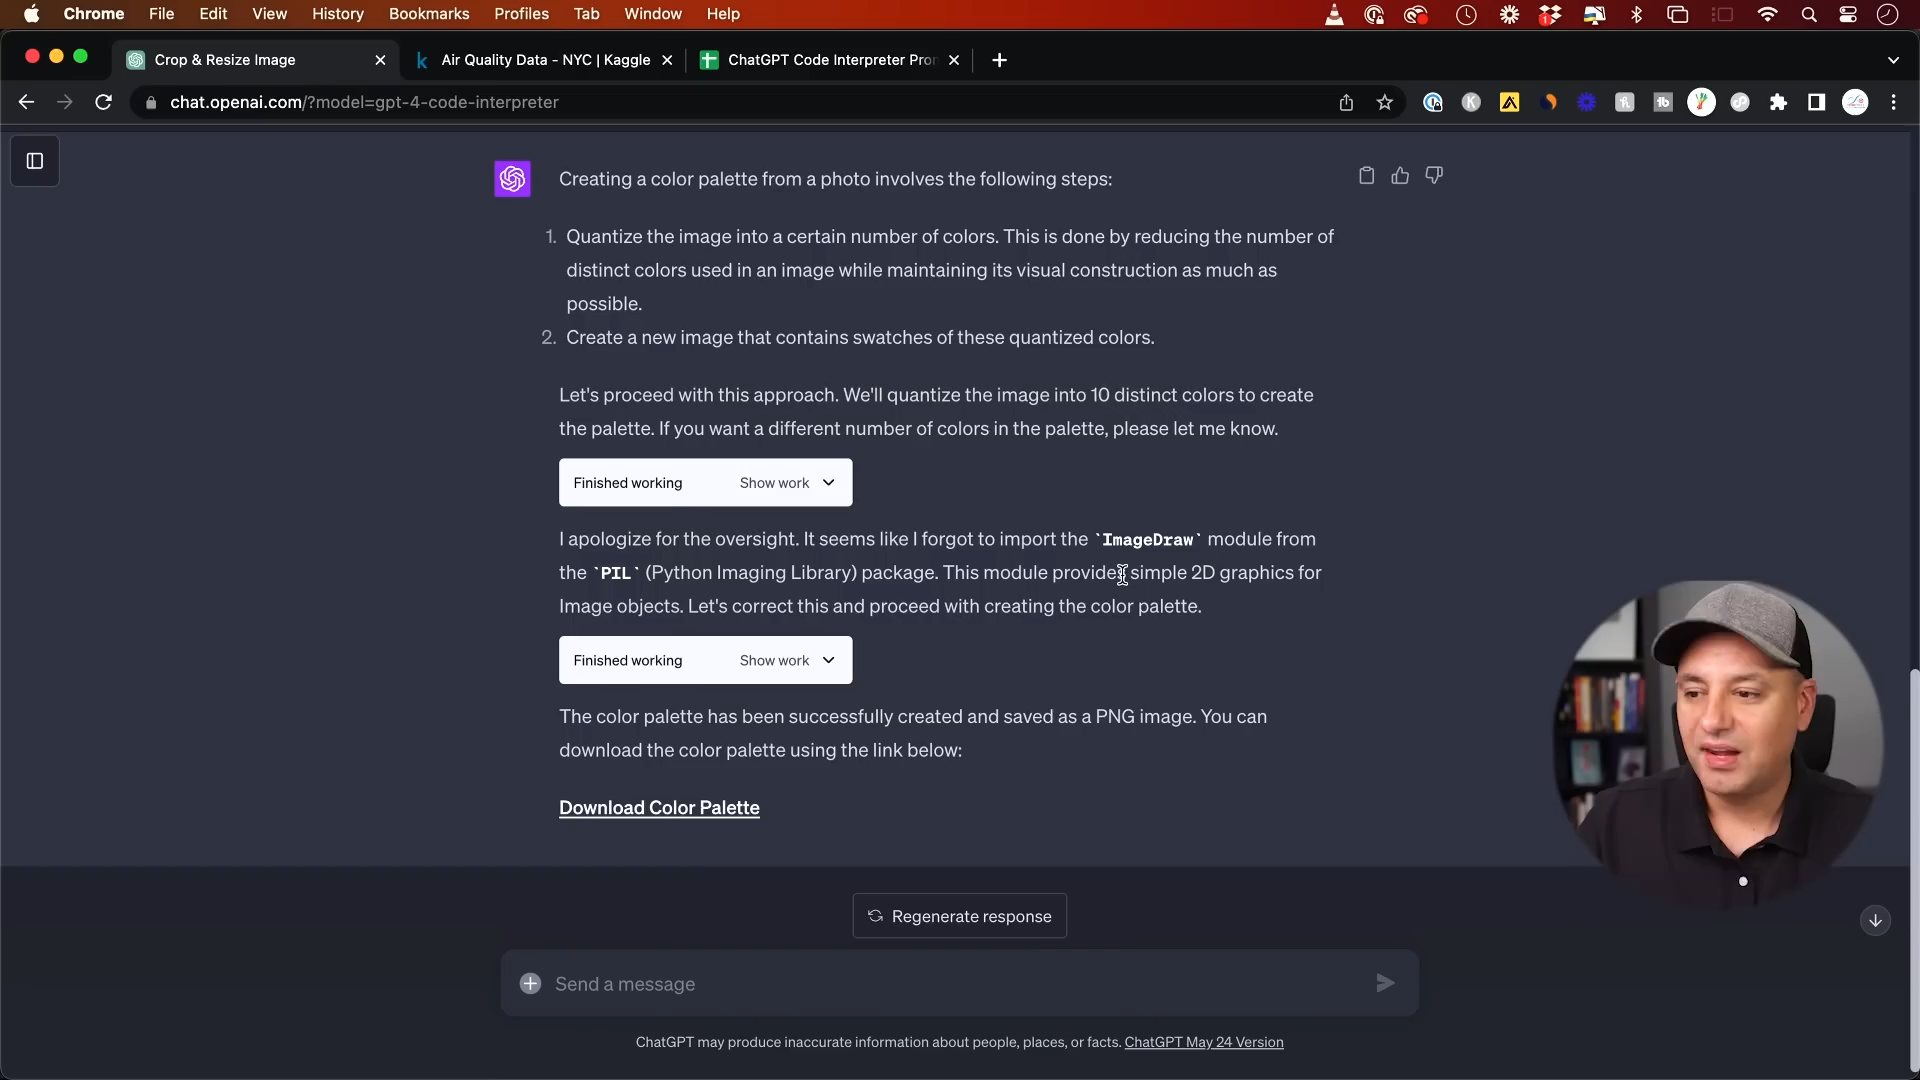 Chrome File Edit View History Bookmarks Profiles Tab Window Help
Crop & Resize Image
Air Quality Data - NYC | Kaggle
ChatGPT Code Interpreter Pro
chat.openai.com/?model=gpt-4-code-interpreter
Creating a color palette from a photo involves the following steps:
1. Quantize the image into a certain number of colors. This is done by reducing the number of
distinct colors used in an image while maintaining its visual construction as much as
possible.
2. Create a new image that contains swatches of these quantized colors.
Let's proceed with this approach. We'll quantize the image into 10 distinct colors to create
the palette. If you want a different number of colors in the palette, please let me know.
Finished working Show work
I apologize for the oversight. It seems like I forgot to import the `ImageDraw` module from
the `PIL` (Python Imaging Library) package. This module provides simple 2D graphics for
Image objects. Let's correct this and proceed with creating the color palette.
Finished working Show work
The color palette has been successfully created and saved as a PNG image. You can
download the color palette using the link below:
Download Color Palette
Regenerate response
Send a message
ChatGPT may produce inaccurate information about people, places, or facts. ChatGPT May 24 Version